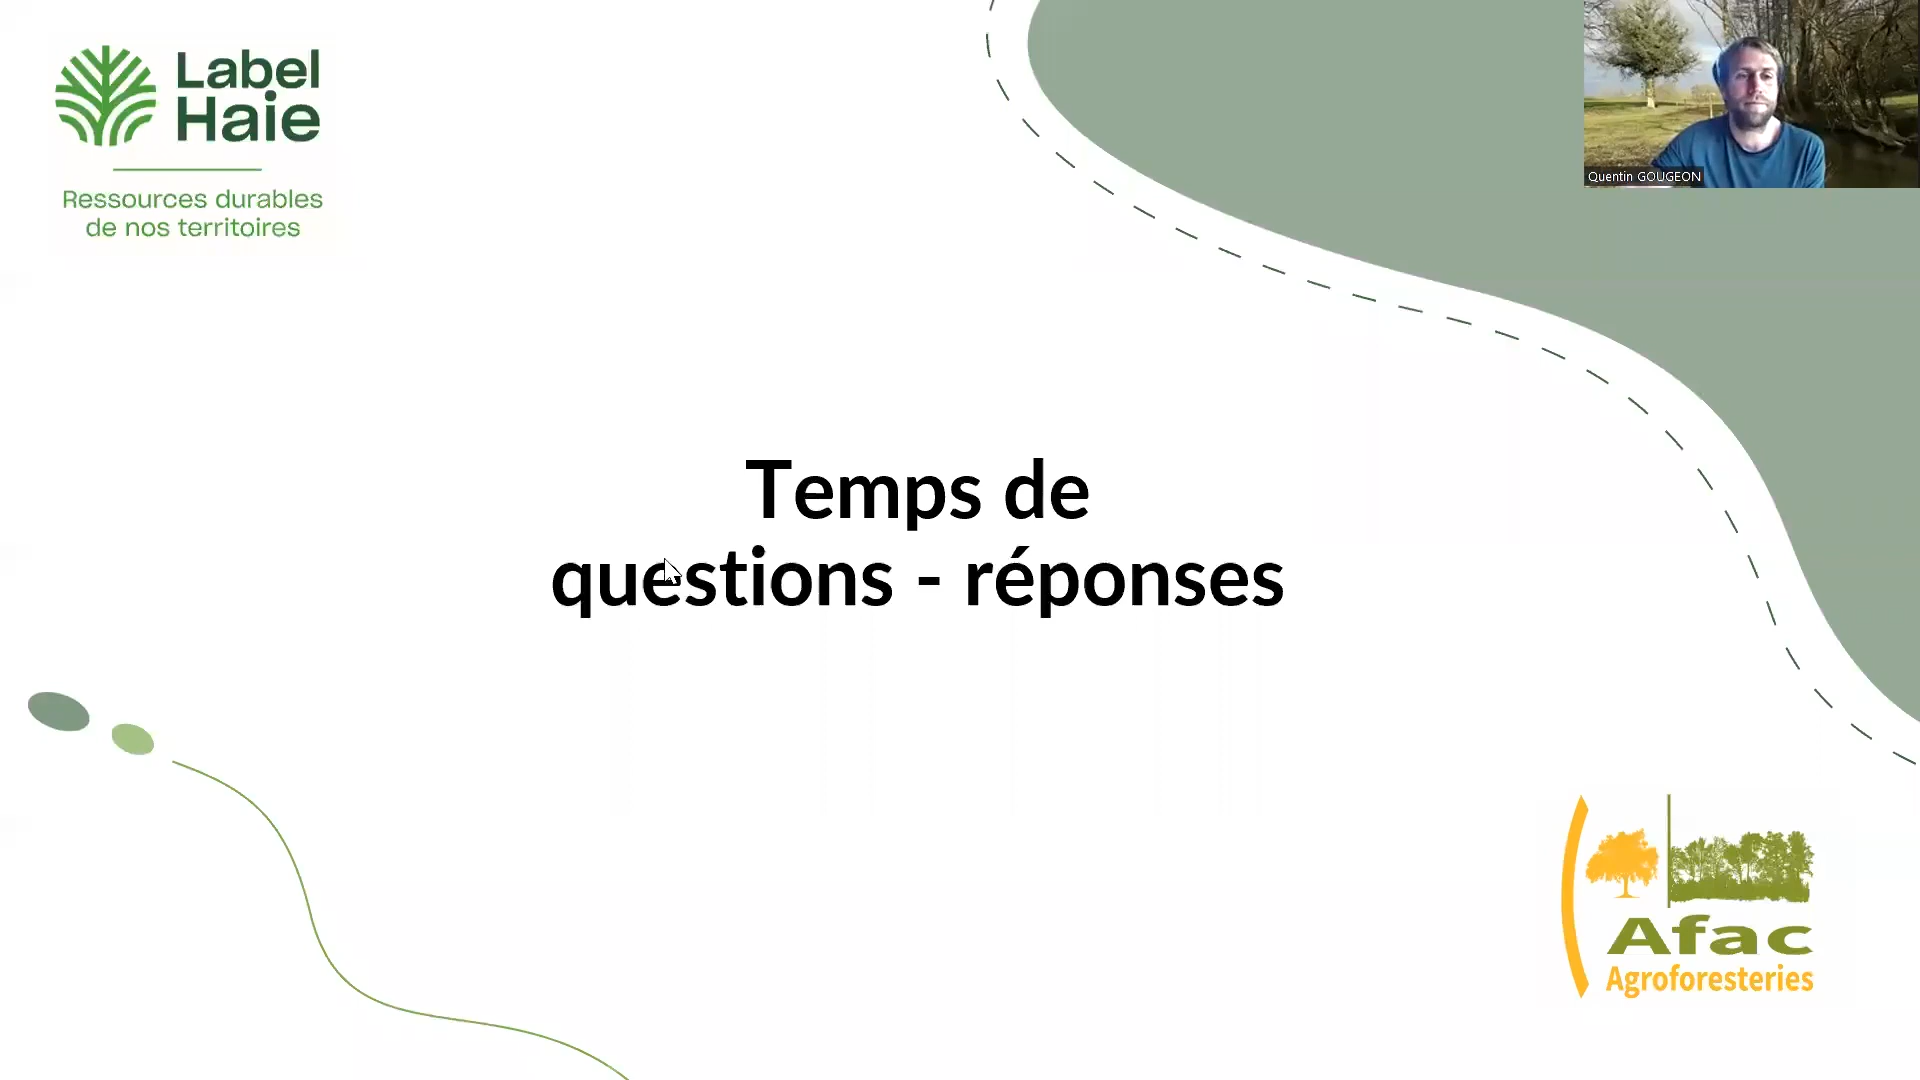 Label
Haie
Ressources durables
de nos territoires
Quentin GOUGEON
Temps de
questions - réponses
Afac
Agroforesteries